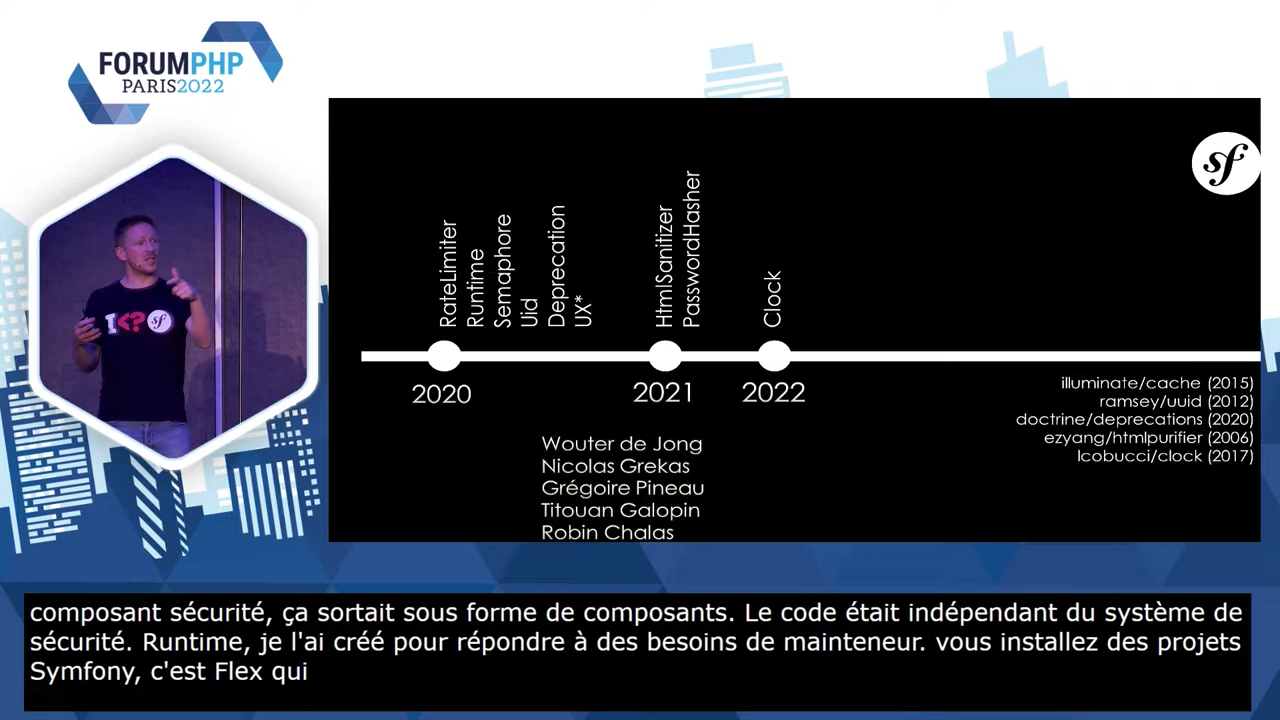 FORUMPHP
PARIS2022
sf
I<? sf
RateLimiter
Runtime
Semaphore
Uid
Deprecation
UX*
HtmlSanitizer
PasswordHasher
Clock
2020
2021
2022
Wouter de Jong
Nicolas Grekas
Grégoire Pineau
Titouan Galopin
Robin Chalas
illuminate/cache (2015)
ramsey/uuid (2012)
doctrine/deprecations (2020)
ezyang/htmlpurifier (2006)
lcobucci/clock (2017)
composant sécurité, ça sortait sous forme de composants. Le code était indépendant du système de
sécurité. Runtime, je l'ai créé pour répondre à des besoins de mainteneur. vous installez des projets
Symfony, c'est Flex qui